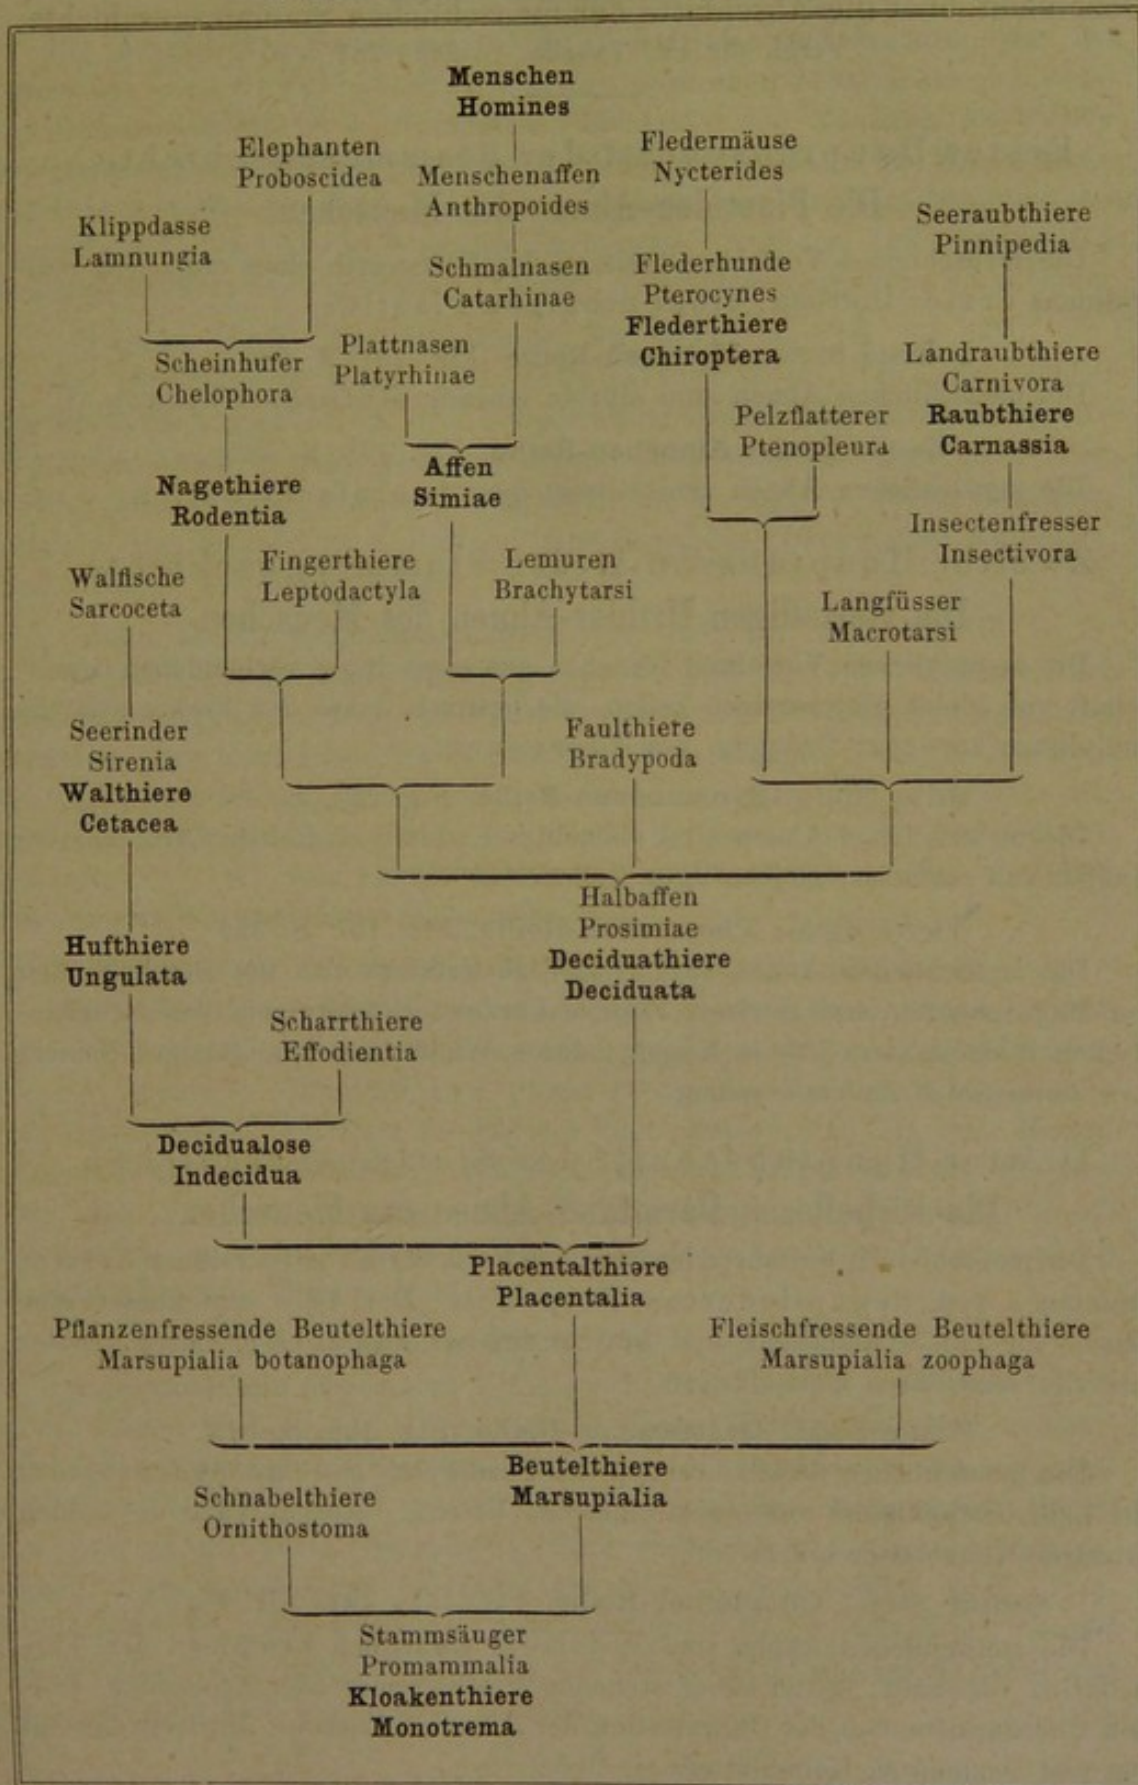 Menschen
Homines
Elephanten
Proboscidea
Menschenaffen
Anthropoides
Fledermäuse
Nycterides
Klippdasse
Lamnungia
Schmalnasen
Catarhinae
Flederhunde
Pterocynes
Flederthiere
Chiroptera
Seeraubthiere
Pinnipedia
Scheinhufer
Chelophora
Plattnasen
Platyrhinae
Landraubthiere
Carnivora
Raubthiere
Carnassia
Pelzflatterer
Ptenopleura
Nagethiere
Rodentia
Affen
Simiae
Insectenfresser
Insectivora
Walfische
Sarcoceta
Fingerthiere
Leptodactyla
Lemuren
Brachytarsi
Langfüsser
Macrotarsi
Seerinder
Sirenia
Walthiere
Cetacea
Faulthiere
Bradypoda
Halbaffen
Prosimiae
Deciduathiere
Deciduata
Hufthiere
Ungulata
Scharrthiere
Effodientia
Decidualose
Indecidua
Placentalthiere
Placentalia
Pflanzenfressende Beutelthiere
Marsupialia botanophaga
Fleischfressende Beutelthiere
Marsupialia zoophaga
Beutelthiere
Marsupialia
Schnabelthiere
Ornithostoma
Stammsäuger
Promammalia
Kloakenthiere
Monotrema